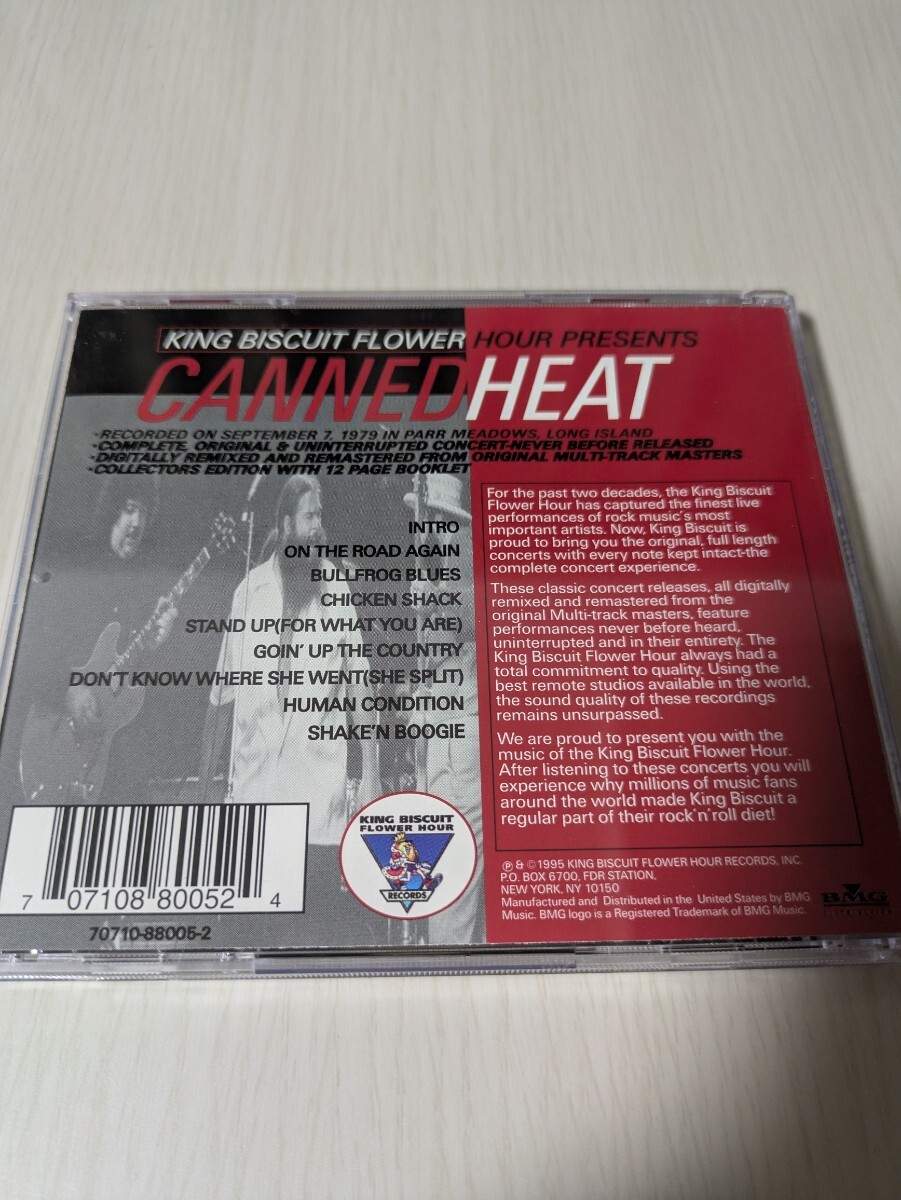 KING BISCUIT FLOWER HOUR PRESENTS
CANNED HEAT
•RECORDED ON SEPTEMBER 7, 1979 IN PARR MEADOWS, LONG ISLAND
•COMPLETE, ORIGINAL & UNINTERRUPTED CONCERT-NEVER BEFORE RELEASED
•DIGITALLY REMIXED AND REMASTERED FROM ORIGINAL MULTI-TRACK MASTERS
•COLLECTORS EDITION WITH 12 PAGE BOOKLET
INTRO
ON THE ROAD AGAIN
BULLFROG BLUES
CHICKEN SHACK
STAND UP(FOR WHAT YOU ARE)
GOIN' UP THE COUNTRY
DON'T KNOW WHERE SHE WENT(SHE SPLIT)
HUMAN CONDITION
SHAKE'N BOOGIE
For the past two decades, the King Biscuit
Flower Hour has captured the finest live
performances of rock music's most
important artists. Now, King Biscuit is
proud to bring you the original, full length
concerts with every note kept intact-the
complete concert experience.
These classic concert releases, all digitally
remixed and remastered from the
original Multi-track masters, feature
performances never before heard,
uninterrupted and in their entirety. The
King Biscuit Flower Hour always had a
total commitment to quality. Using the
best remote studios available in the world,
the sound quality of these recordings
remains unsurpassed.
We are proud to present you with the
music of the King Biscuit Flower Hour.
After listening to these concerts you will
experience why millions of music fans
around the world made King Biscuit a
regular part of their rock'n'roll diet!
℗ & © 1995 KING BISCUIT FLOWER HOUR RECORDS, INC.
P.O. BOX 6700, FDR STATION,
NEW YORK, NY 10150
Manufactured and Distributed in the United States by BMG
Music. BMG logo is a Registered Trademark of BMG Music.
BMG
KING BISCUIT
FLOWER HOUR
RECORDS
7 07108 80052 4
70710-88005-2